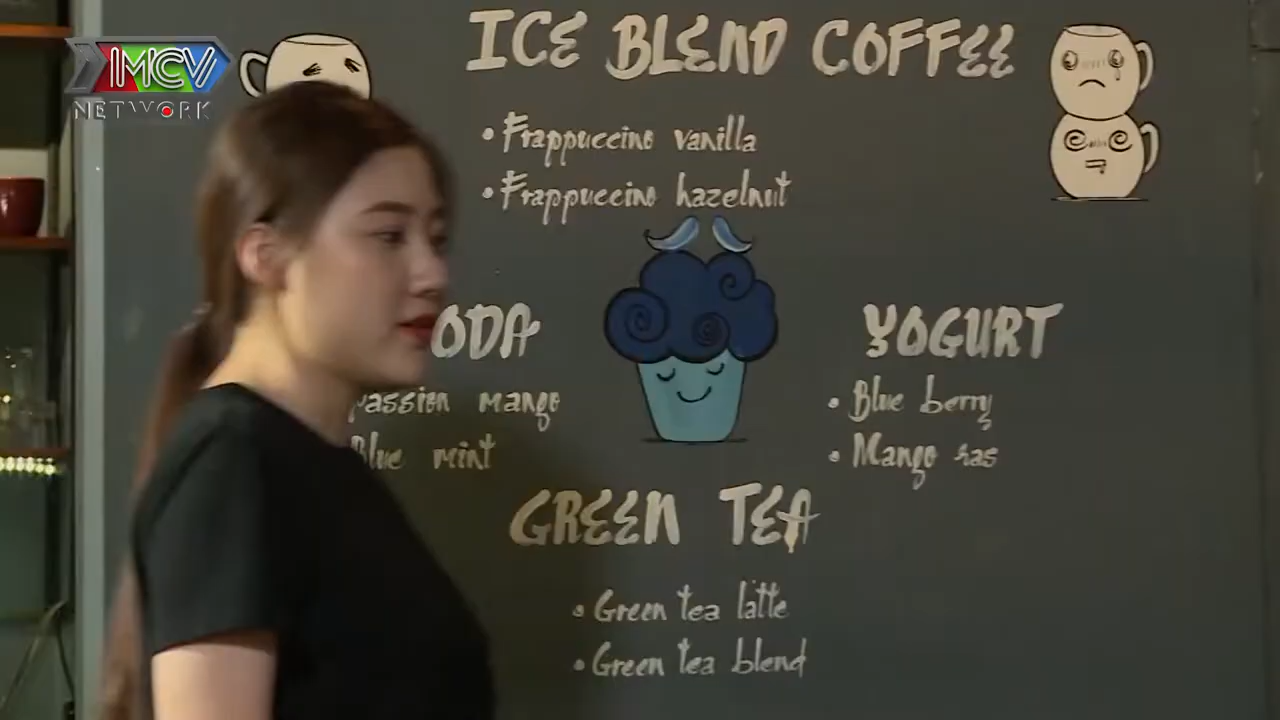 MCV
NETWORK
ICE BLEND COFFEE
• Frappuccino vanilla
• Frappuccino hazelnut
ODA
passion mango
Blue mint
YOGURT
• Blue berry
• Mango ras
GREEN TEA
• Green tea latte
• Green tea blend